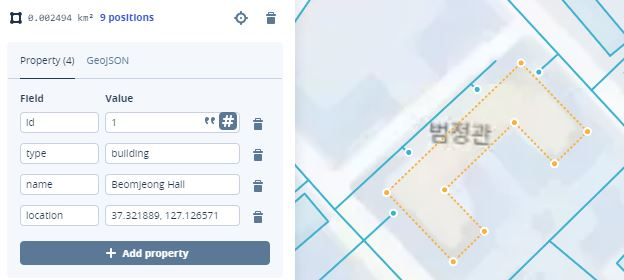 0.002494 km² 9 positions
Property (4) GeoJSON
Field Value
id 1 #
type building
name Beomjeong Hall
location 37.321889, 127.126571
+ Add property
범정관